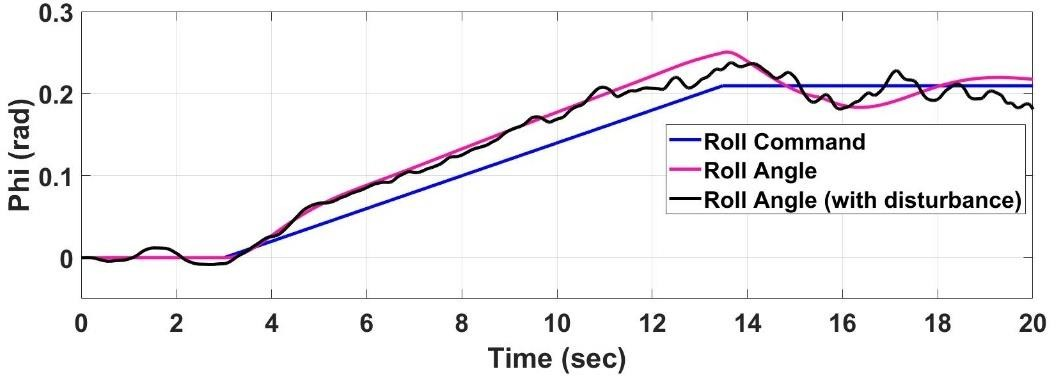 0.3
0.2
0.1
0
Phi (rad)
Roll Command
Roll Angle
Roll Angle (with disturbance)
0 2 4 6 8 10 12 14 16 18 20
Time (sec)